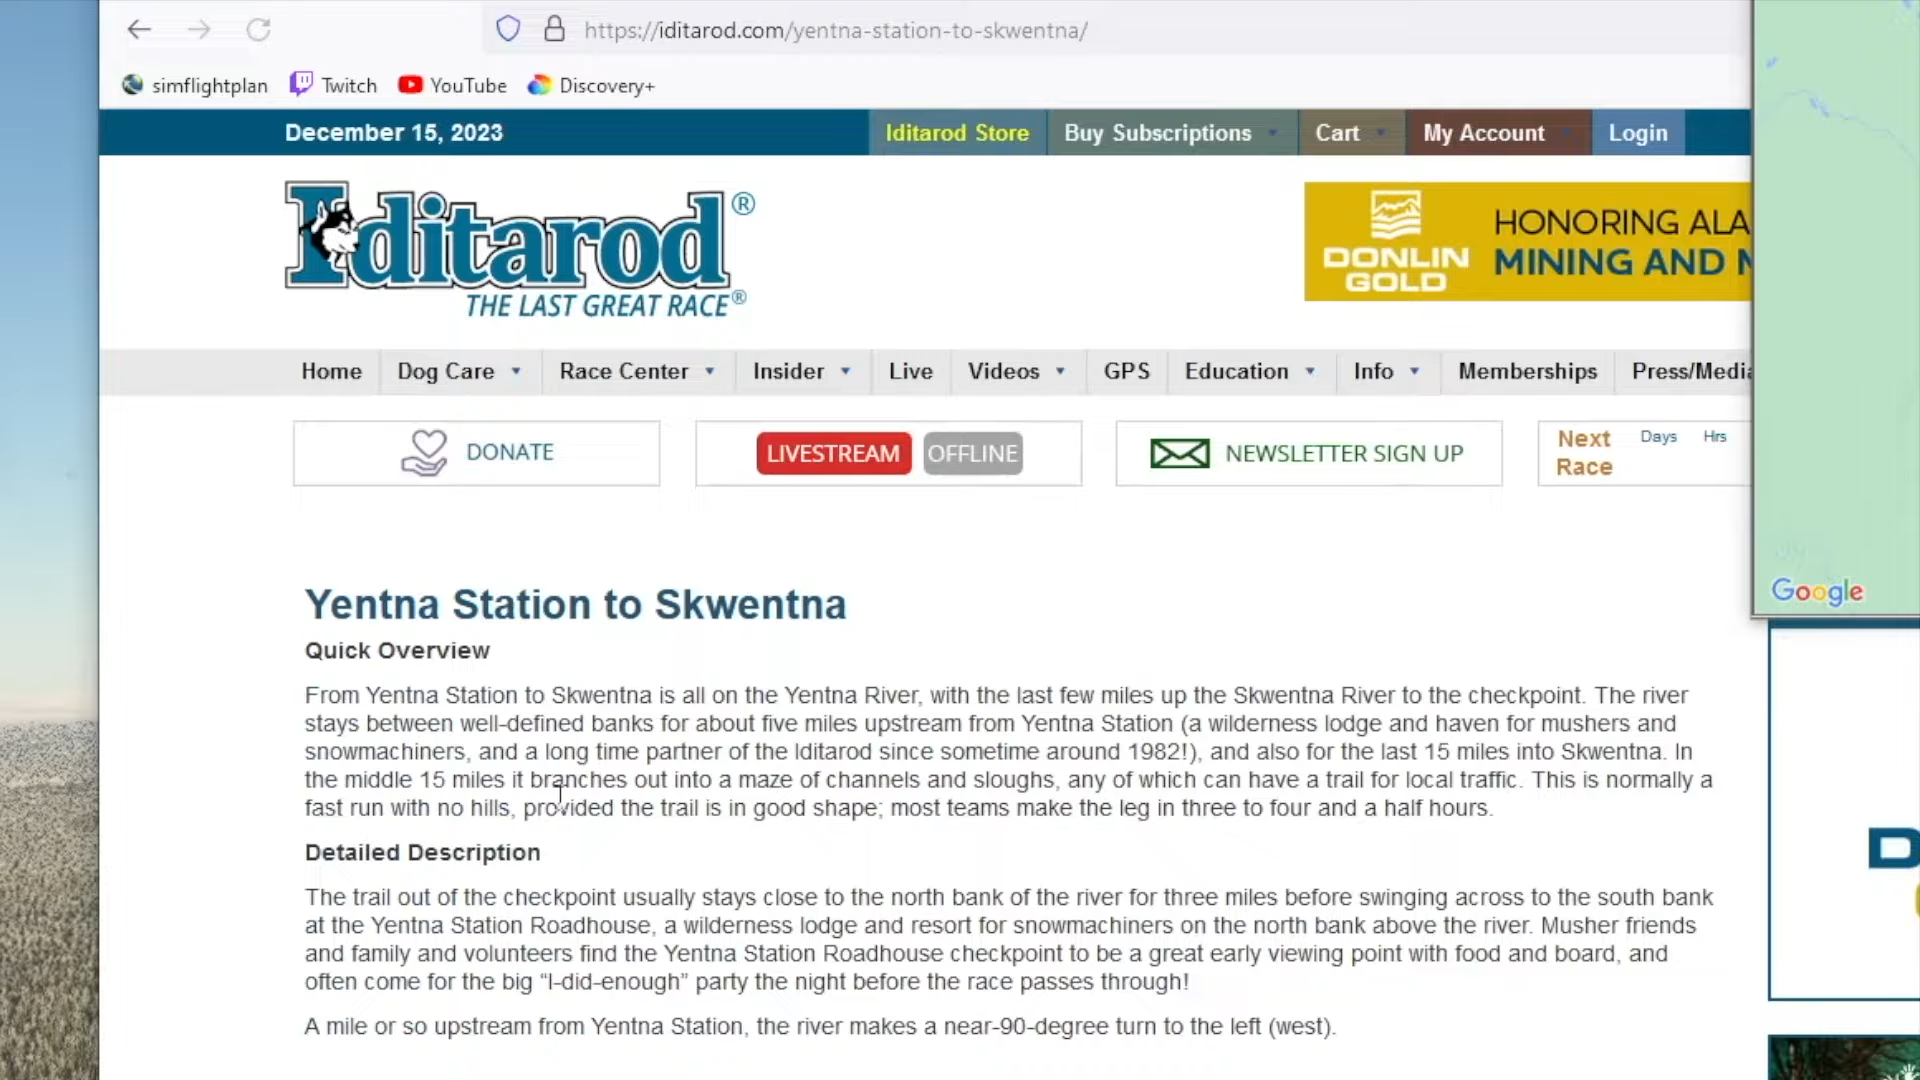 https://iditarod.com/yentna-station-to-skwentna/
simflightplan Twitch YouTube Discovery+
December 15, 2023 Iditarod Store Buy Subscriptions Cart My Account Login
Iditarod®
THE LAST GREAT RACE®
DONLIN GOLD
HONORING ALA
MINING AND
Home Dog Care Race Center Insider Live Videos GPS Education Info Memberships Press/Media
DONATE LIVESTREAM OFFLINE NEWSLETTER SIGN UP Next Race Days Hrs
Google
Yentna Station to Skwentna
Quick Overview
From Yentna Station to Skwentna is all on the Yentna River, with the last few miles up the Skwentna River to the checkpoint. The river
stays between well-defined banks for about five miles upstream from Yentna Station (a wilderness lodge and haven for mushers and
snowmachiners, and a long time partner of the Iditarod since sometime around 1982!), and also for the last 15 miles into Skwentna. In
the middle 15 miles it branches out into a maze of channels and sloughs, any of which can have a trail for local traffic. This is normally a
fast run with no hills, provided the trail is in good shape; most teams make the leg in three to four and a half hours.
Detailed Description
The trail out of the checkpoint usually stays close to the north bank of the river for three miles before swinging across to the south bank
at the Yentna Station Roadhouse, a wilderness lodge and resort for snowmachiners on the north bank above the river. Musher friends
and family and volunteers find the Yentna Station Roadhouse checkpoint to be a great early viewing point with food and board, and
often come for the big “I-did-enough” party the night before the race passes through!
A mile or so upstream from Yentna Station, the river makes a near-90-degree turn to the left (west).